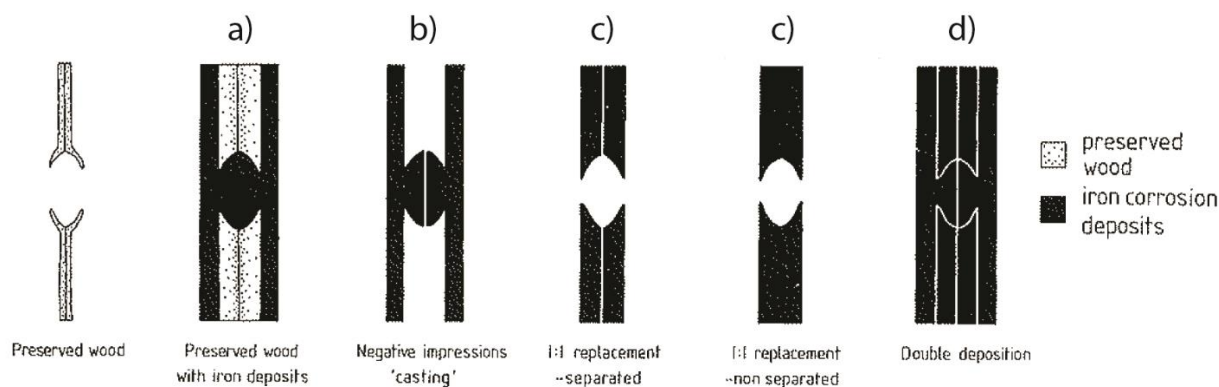 a)
b)
c)
c)
d)
preserved
wood
iron corrosion
deposits
Preserved wood
Preserved wood
with iron deposits
Negative impressions
'casting'
1:1 replacement
--separated
1:1 replacement
--non separated
Double deposition